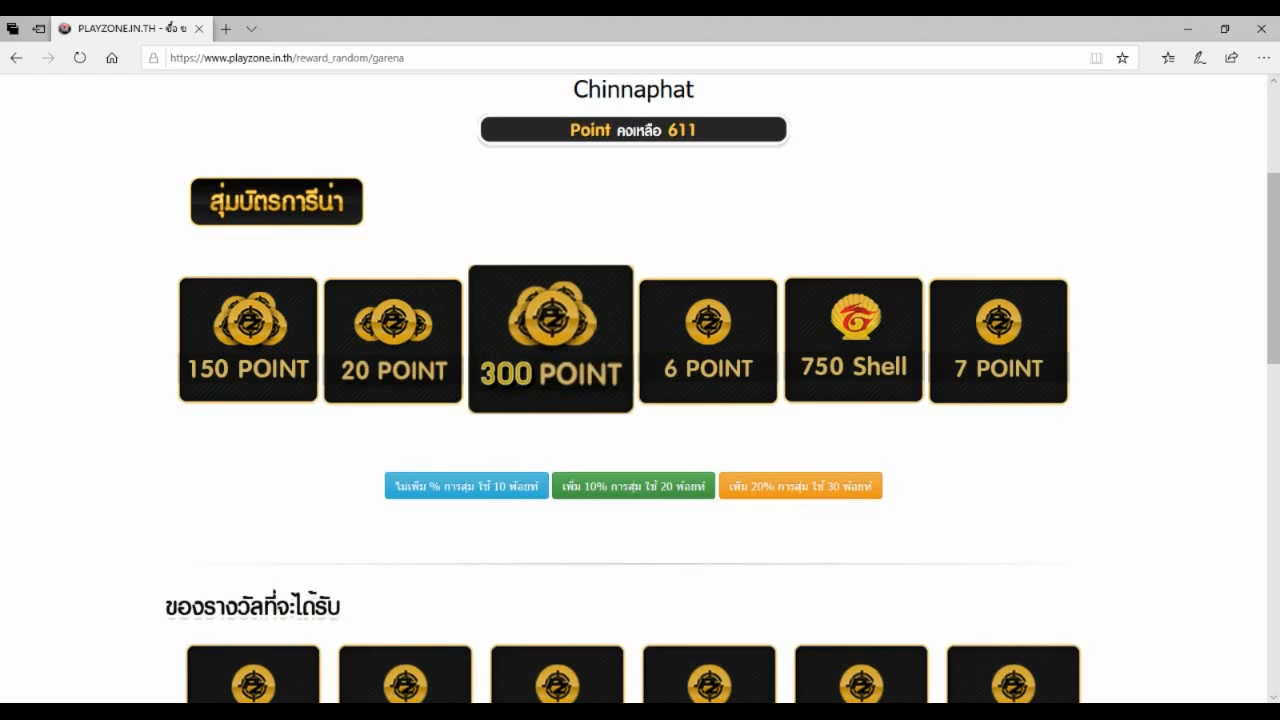 PLAYZONE.IN.TH - ซื้อ ข
https://www.playzone.in.th/reward_random/garena
Chinnaphat
Point คงเหลือ 611
สุ่มบัตรการีน่า
150 POINT
20 POINT
300 POINT
6 POINT
750 Shell
7 POINT
ไม่เพิ่ม % การสุ่ม ใช้ 10 พ้อยท์
เพิ่ม 10% การสุ่ม ใช้ 20 พ้อยท์
เพิ่ม 20% การสุ่ม ใช้ 30 พ้อยท์
ของรางวัลที่จะได้รับ